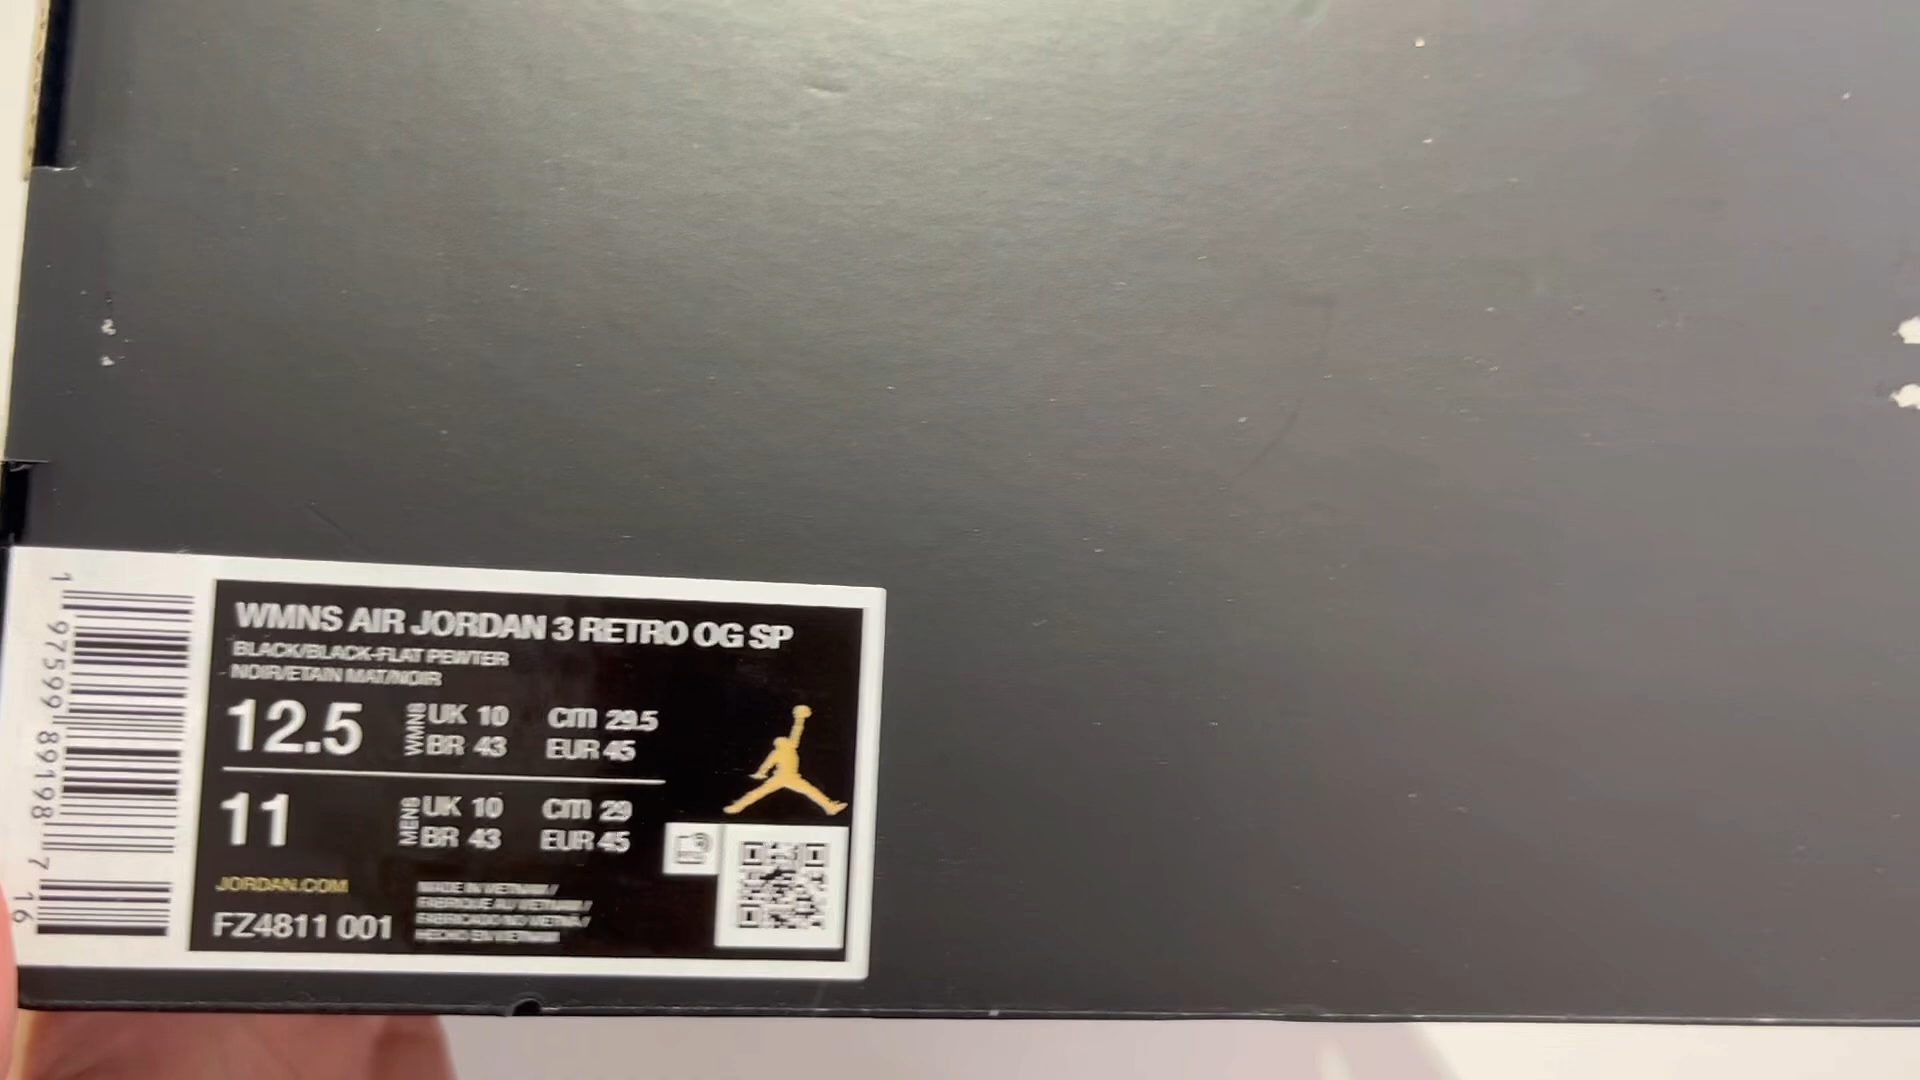 WMNS AIR JORDAN 3 RETRO OG SP
BLACK/BLACK-FLAT PEWTER
NOIR/ETAIN MAT/NOIR
12.5 WMNS UK 10 CM 29.5
BR 43 EUR 45
11 MENS UK 10 CM 29
BR 43 EUR 45
JORDAN.COM
FZ4811 001
MADE IN VIETNAM /
FABRIQUE AU VIETNAM /
FABRICADO NO VIETNA /
HECHO EN VIETNAM
1 97599 89198 7 16